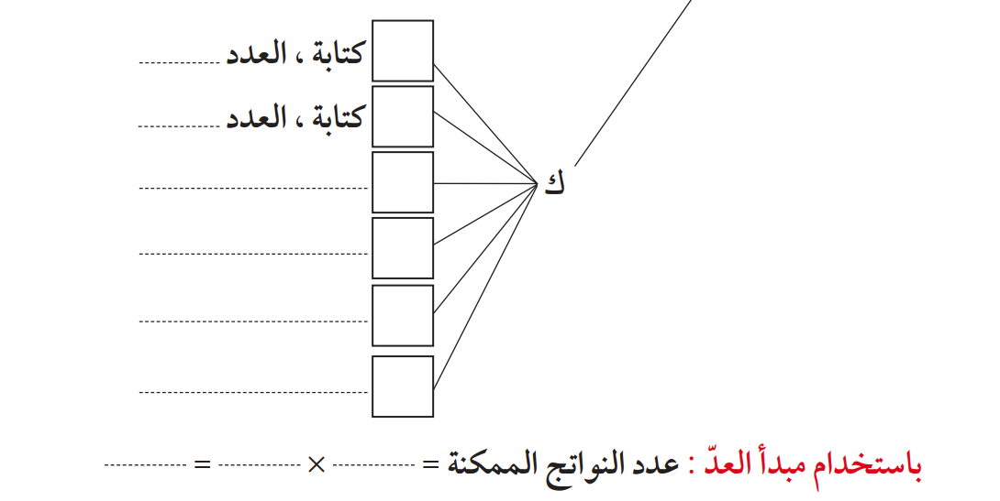 كتابة ، العدد
كتابة ، العدد
ك
باستخدام مبدأ العدّ : عدد النواتج الممكنة = × =